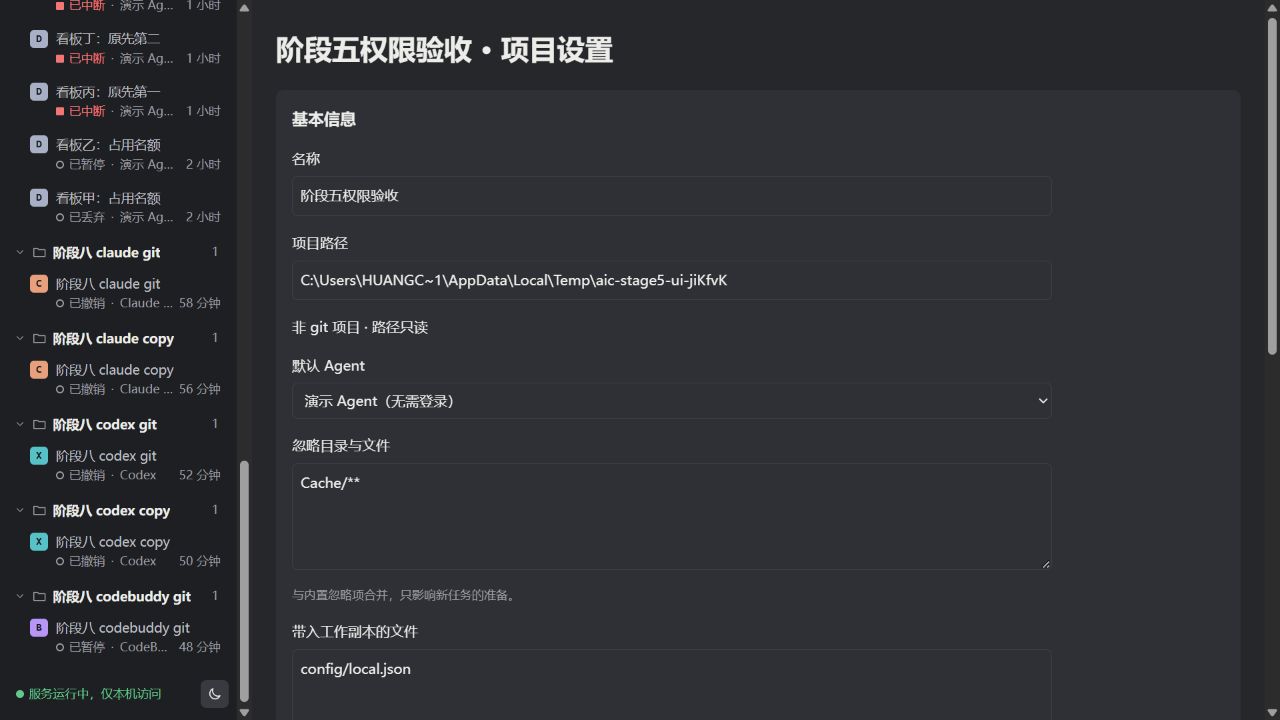 已中断 · 演示 Ag... 1 小时
D 看板丁：原先第二
已中断 · 演示 Ag... 1 小时
D 看板丙：原先第一
已中断 · 演示 Ag... 1 小时
D 看板乙：占用名额
已暂停 · 演示 Ag... 2 小时
D 看板甲：占用名额
已丢弃 · 演示 Ag... 2 小时
阶段八 claude git 1
C 阶段八 claude git
已撤销 · Claude ... 58 分钟
阶段八 claude copy 1
C 阶段八 claude copy
已撤销 · Claude ... 56 分钟
阶段八 codex git 1
X 阶段八 codex git
已撤销 · Codex 52 分钟
阶段八 codex copy 1
X 阶段八 codex copy
已撤销 · Codex 50 分钟
阶段八 codebuddy git 1
B 阶段八 codebuddy git
已暂停 · CodeB... 48 分钟
服务运行中，仅本机访问
阶段五权限验收 • 项目设置
基本信息
名称
阶段五权限验收
项目路径
C:\Users\HUANGC~1\AppData\Local\Temp\aic-stage5-ui-jiKfvK
非 git 项目 · 路径只读
默认 Agent
演示 Agent（无需登录）
忽略目录与文件
Cache/**
与内置忽略项合并，只影响新任务的准备。
带入工作副本的文件
config/local.json